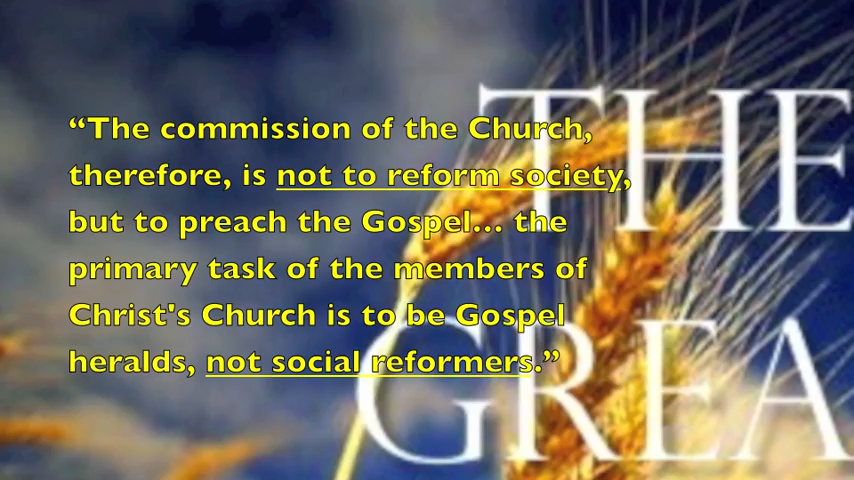 “The commission of the Church,
therefore, is not to reform society,
but to preach the Gospel... the
primary task of the members of
Christ's Church is to be Gospel
heralds, not social reformers.”
THE
GREA